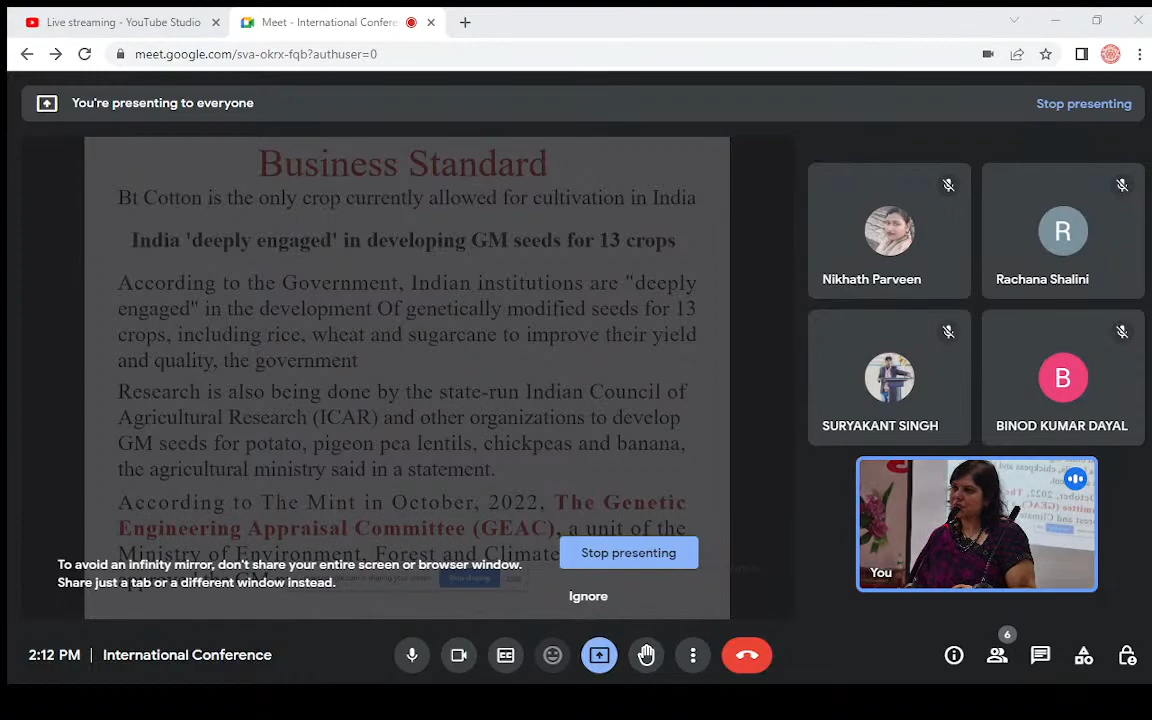 Live streaming - YouTube Studio
Meet - International Confere
meet.google.com/sva-okrx-fqb?authuser=0
You're presenting to everyone
Stop presenting
Business Standard
Bt Cotton is the only crop currently allowed for cultivation in India
India 'deeply engaged' in developing GM seeds for 13 crops
According to the Government, Indian institutions are "deeply
engaged" in the development Of genetically modified seeds for 13
crops, including rice, wheat and sugarcane to improve their yield
and quality, the government
Research is also being done by the state-run Indian Council of
Agricultural Research (ICAR) and other organizations to develop
GM seeds for potato, pigeon pea lentils, chickpeas and banana,
the agricultural ministry said in a statement.
According to The Mint in October, 2022, The Genetic
Engineering Appraisal Committee (GEAC), a unit of the
Ministry of Environment, Forest and Climate
To avoid an infinity mirror, don't share your entire screen or browser window.
Share just a tab or a different window instead.
Stop presenting
Ignore
Nikhath Parveen
R
Rachana Shalini
SURYAKANT SINGH
B
BINOD KUMAR DAYAL
You
2:12 PM
International Conference
6